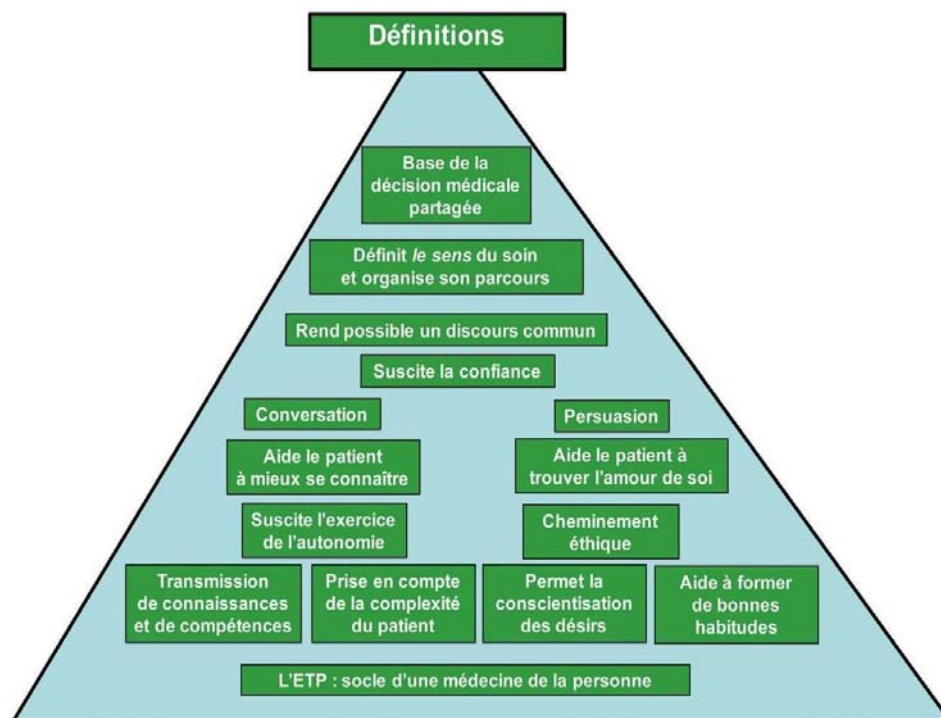 Définitions
Base de la
décision médicale
partagée
Définit le sens du soin
et organise son parcours
Rend possible un discours commun
Suscite la confiance
Conversation
Persuasion
Aide le patient
à mieux se connaître
Aide le patient à
trouver l'amour de soi
Suscite l'exercice
de l'autonomie
Cheminement
éthique
Transmission
de connaissances
et de compétences
Prise en compte
de la complexité
du patient
Permet la
conscientisation
des désirs
Aide à former
de bonnes
habitudes
L'ETP : socle d'une médecine de la personne